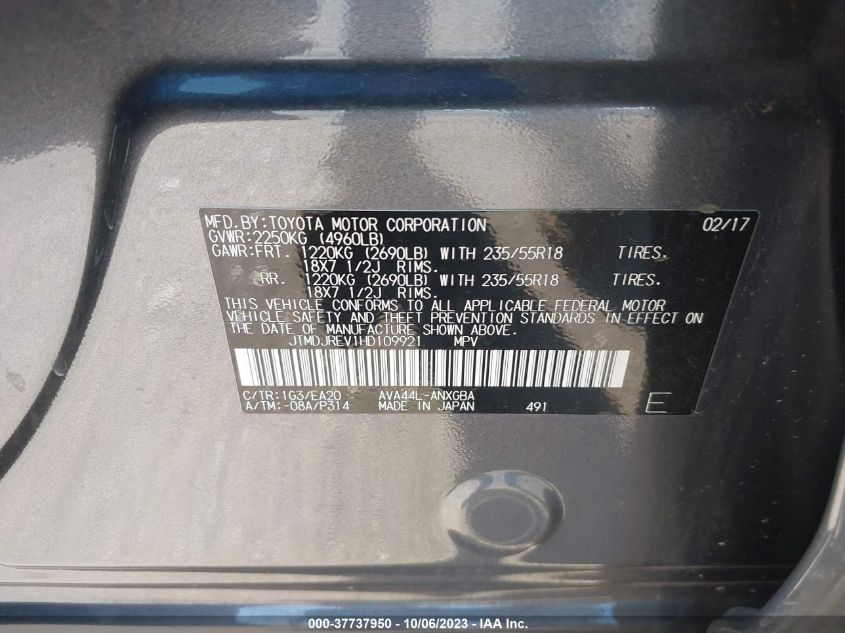 MFD.BY:TOYOTA MOTOR CORPORATION 02/17
GVWR:2250KG (4960LB)
GAWR:FRT. 1220KG (2690LB) WITH 235/55R18 TIRES.
18X7 1/2J RIMS.
RR. 1220KG (2690LB) WITH 235/55R18 TIRES.
18X7 1/2J RIMS.
THIS VEHICLE CONFORMS TO ALL APPLICABLE FEDERAL MOTOR
VEHICLE SAFETY AND THEFT PREVENTION STANDARDS IN EFFECT ON
THE DATE OF MANUFACTURE SHOWN ABOVE.
JTMDJREV1HD109921 MPV
C/TR:1G3/EA20 AVA44L-ANXGBA
A/TM:-08A/P314 MADE IN JAPAN 491 E
000-37737950 - 10/06/2023 - IAA Inc.